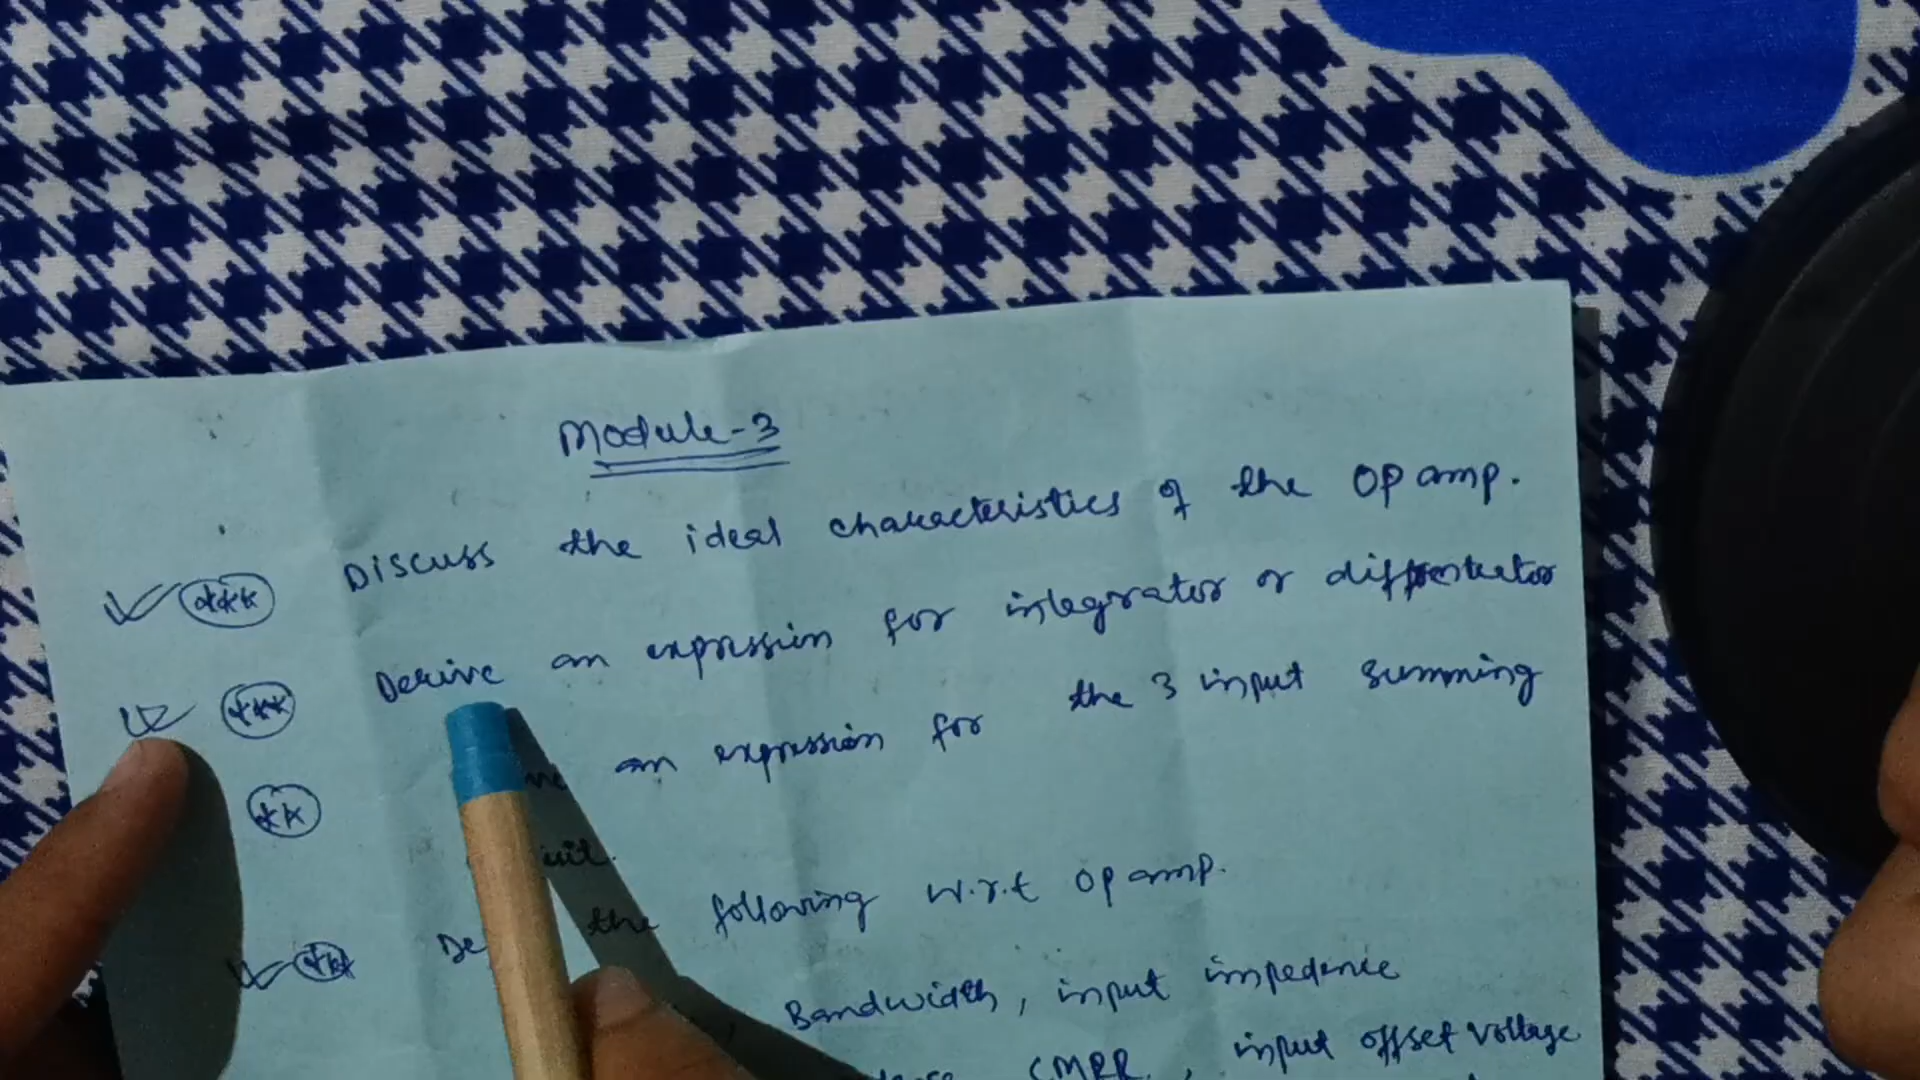 Module-3
*** Discuss the ideal characteristics of the OP amp.
*** Derive an expression for integrator or differentiator
** an expression for the 3 input summing
the following w.r.t OP amp.
Bandwidth, input impedence
CMRR, input offset voltage